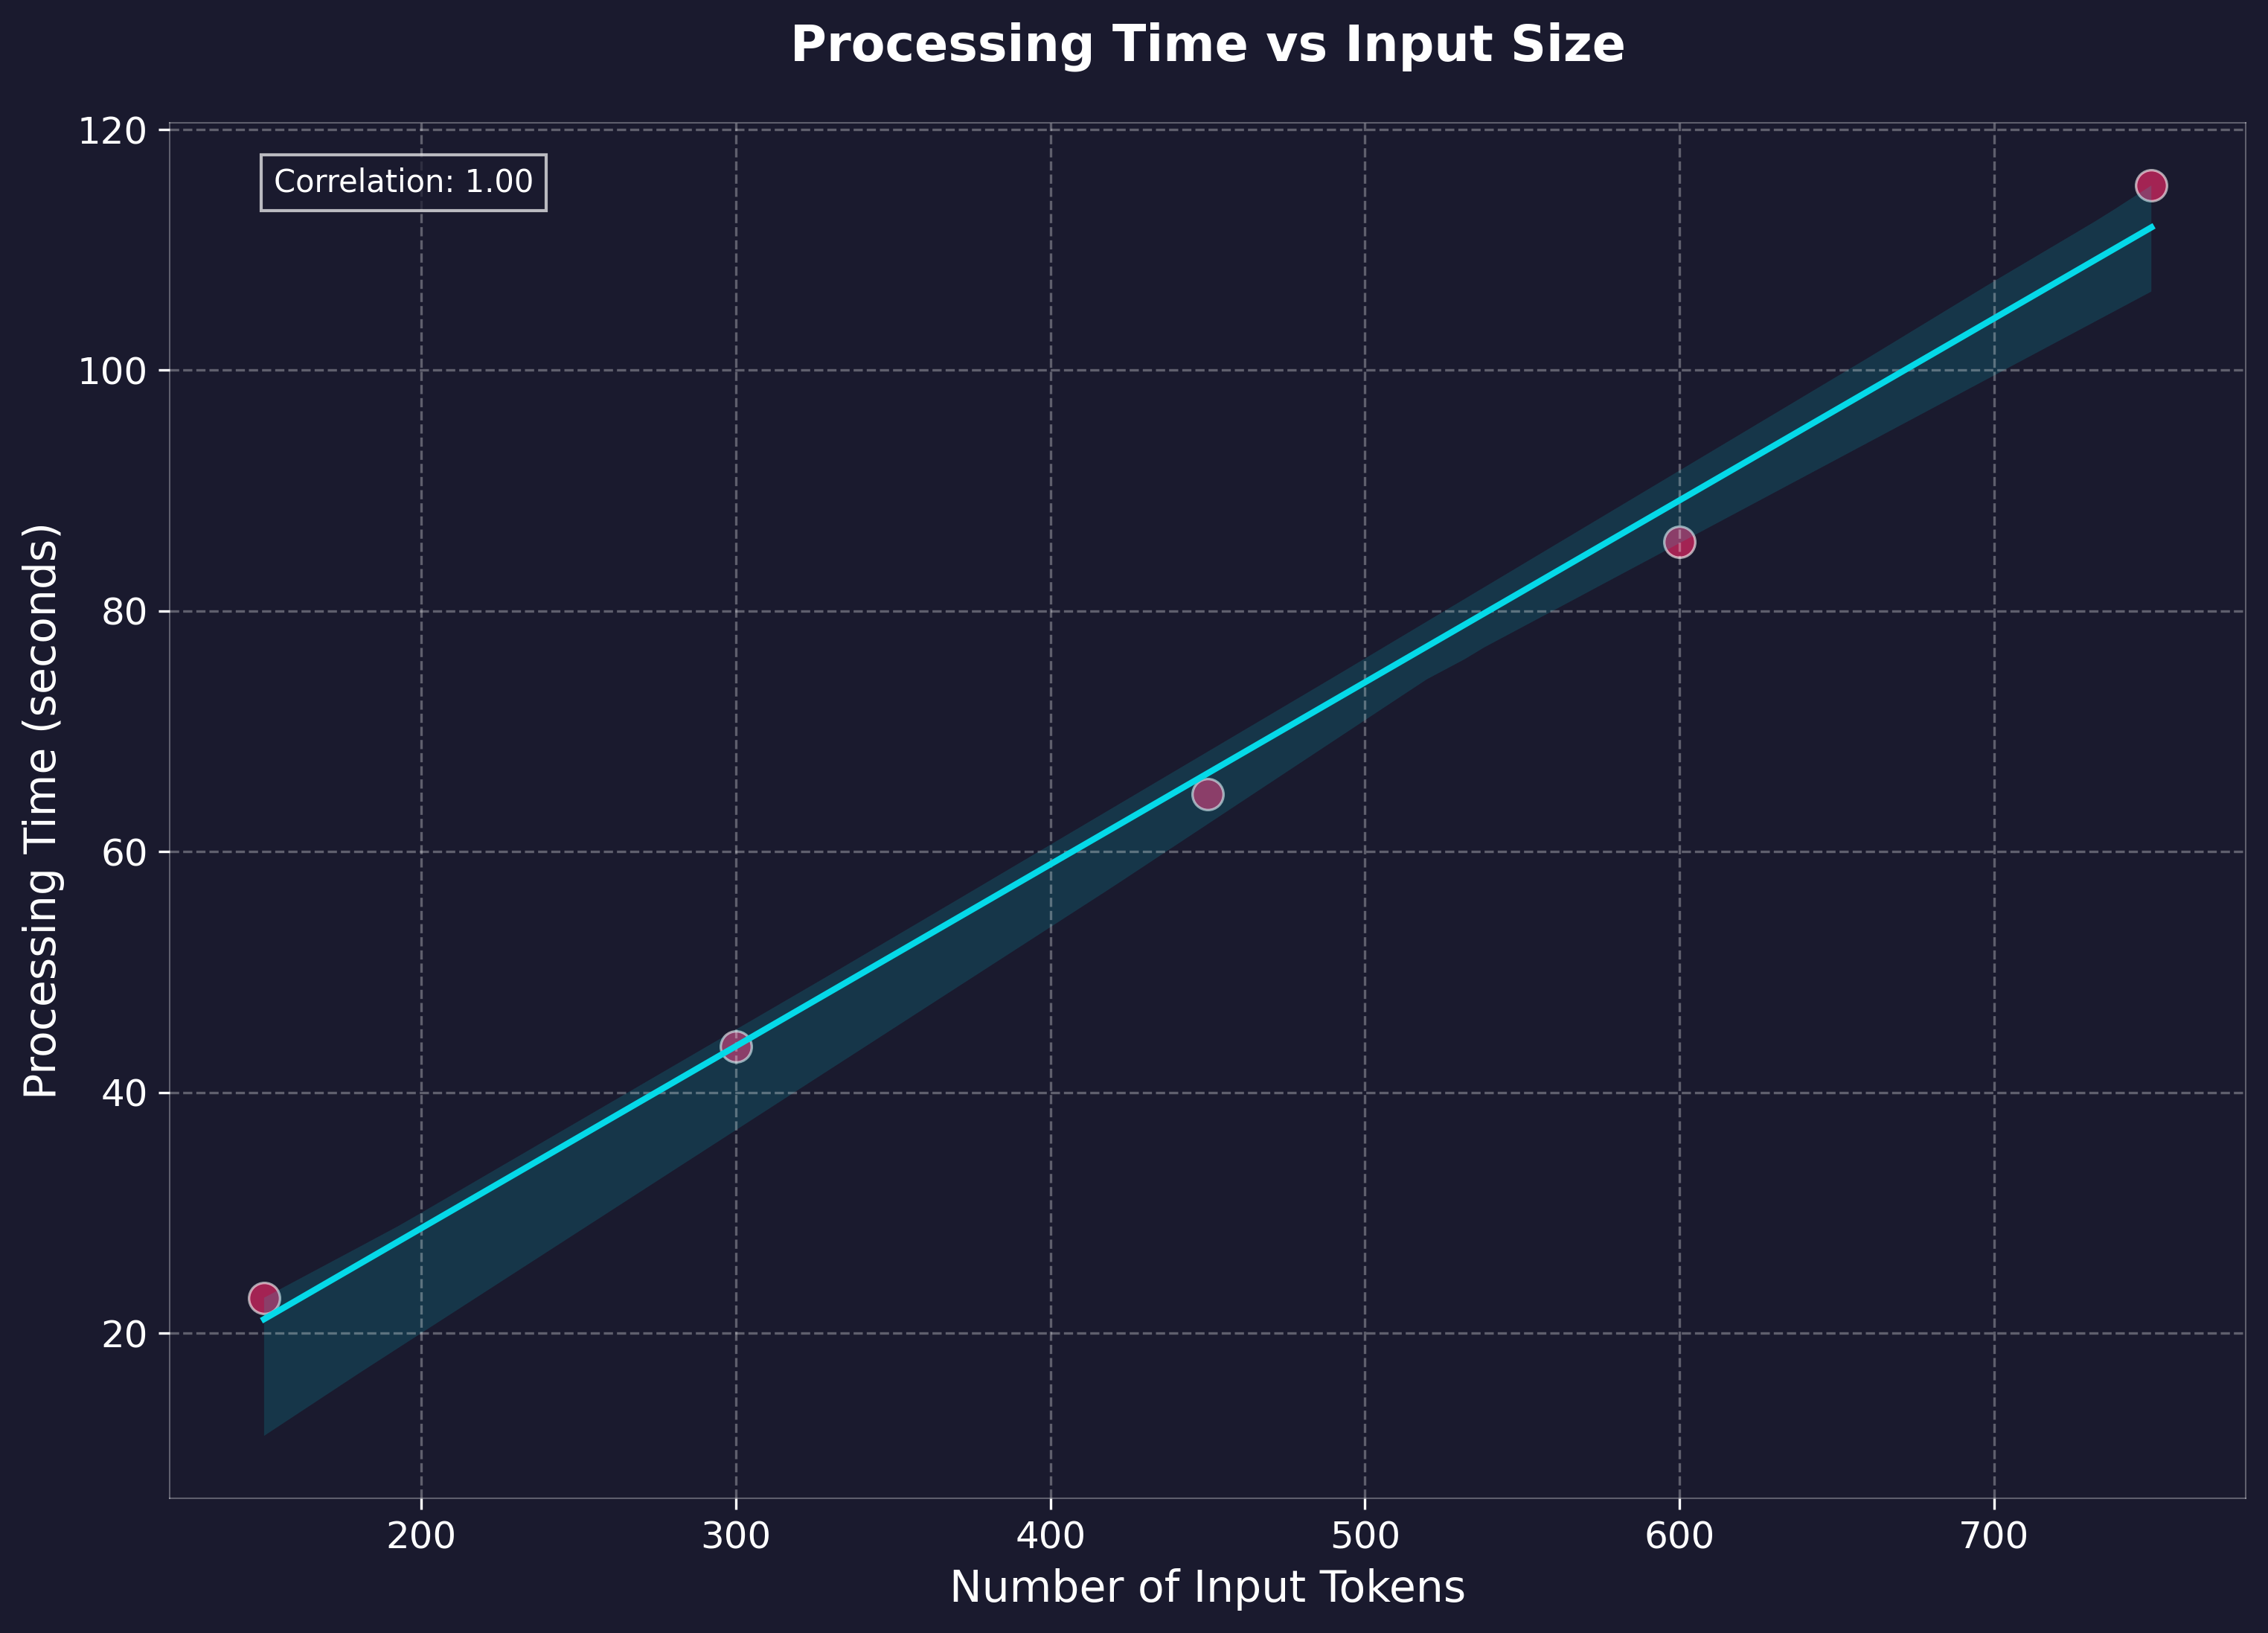 Processing Time vs Input Size
120
Correlation: 1.00
100
80
60
40
20
Processing Time (seconds)
200 300 400 500 600 700
Number of Input Tokens